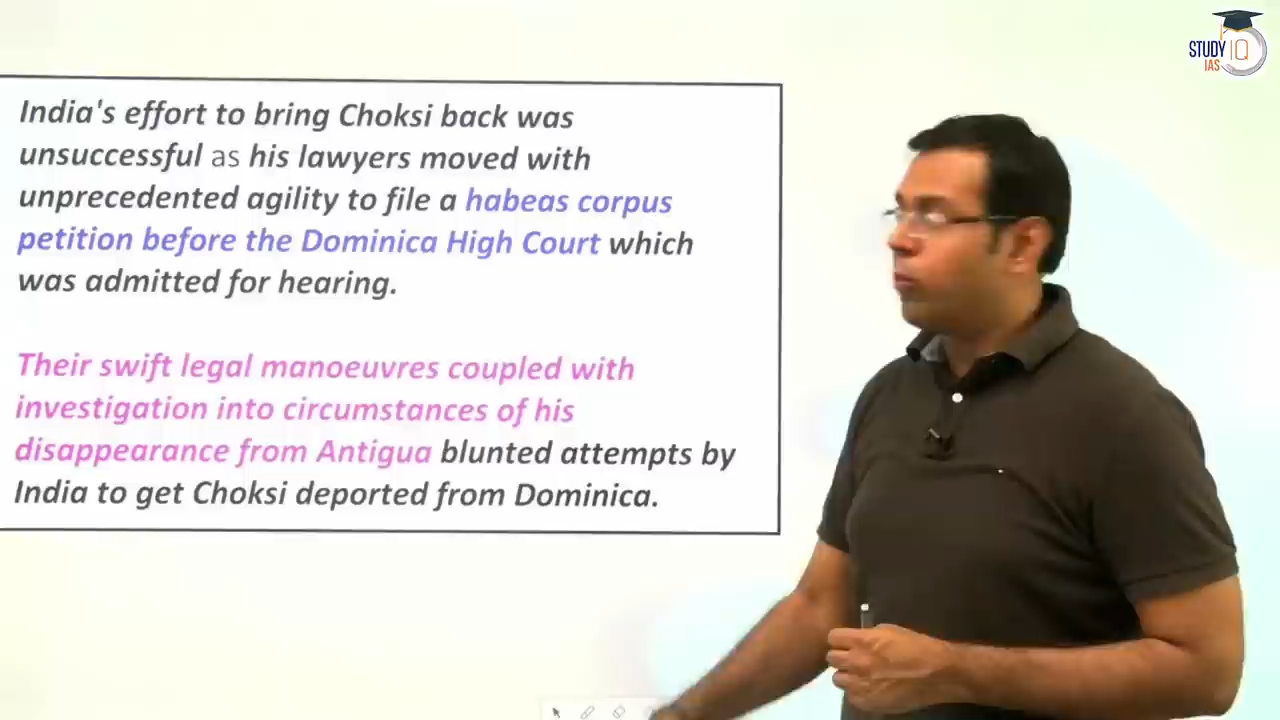 STUDY IQ
IAS
India's effort to bring Choksi back was
unsuccessful as his lawyers moved with
unprecedented agility to file a habeas corpus
petition before the Dominica High Court which
was admitted for hearing.
Their swift legal manoeuvres coupled with
investigation into circumstances of his
disappearance from Antigua blunted attempts by
India to get Choksi deported from Dominica.